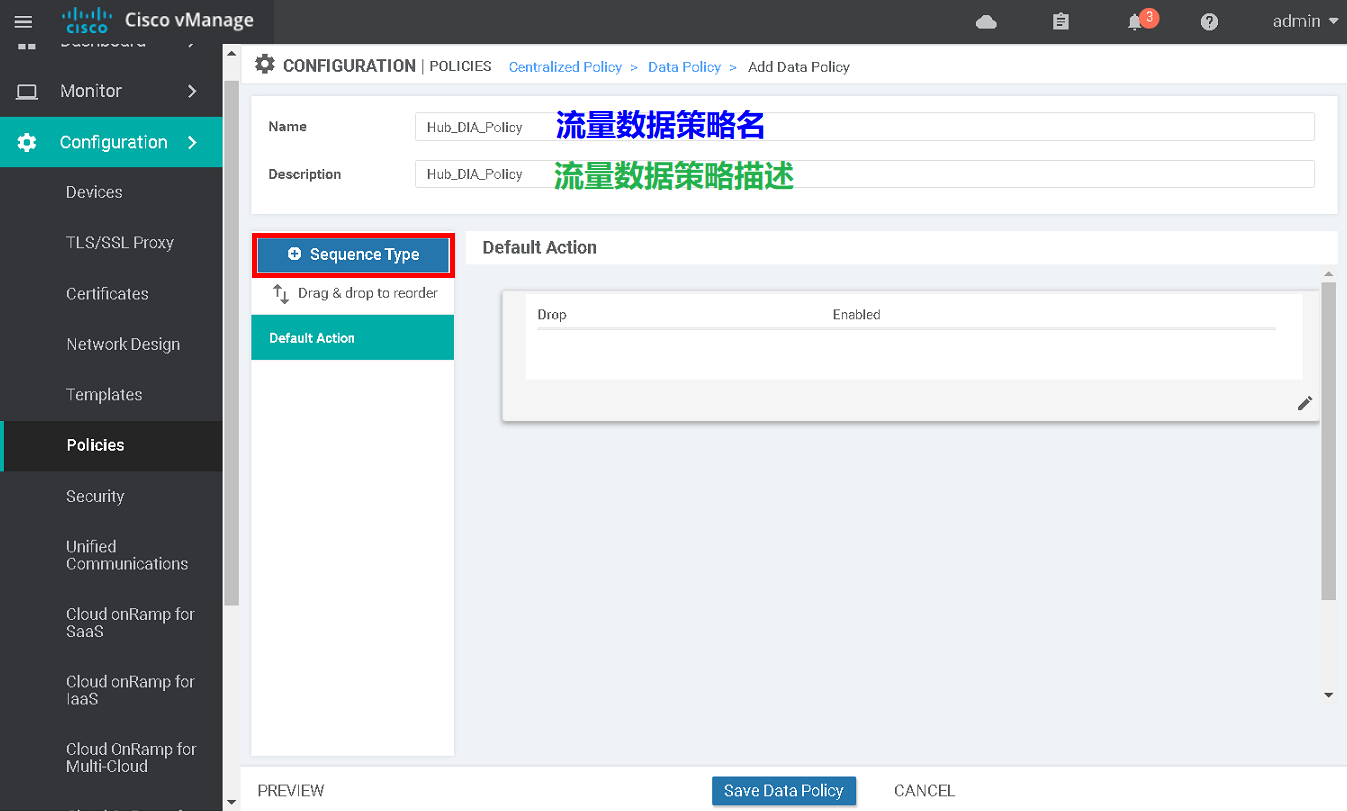 cisco Cisco vManage
3
admin
Dashboard
Monitor
Configuration
Devices
TLS/SSL Proxy
Certificates
Network Design
Templates
Policies
Security
Unified
Communications
Cloud onRamp for
SaaS
Cloud onRamp for
IaaS
Cloud OnRamp for
Multi-Cloud
CONFIGURATION | POLICIES Centralized Policy > Data Policy > Add Data Policy
Name Hub_DIA_Policy 流量数据策略名
Description Hub_DIA_Policy 流量数据策略描述
Sequence Type
Drag & drop to reorder
Default Action
Default Action
Drop Enabled
PREVIEW Save Data Policy CANCEL